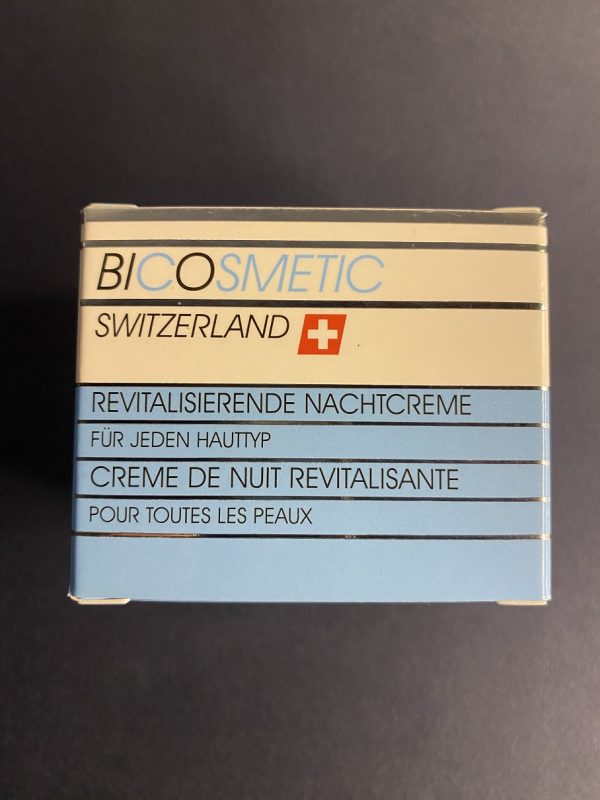 BICOSMETIC
SWITZERLAND
REVITALISIERENDE NACHTCREME
FÜR JEDEN HAUTTYP
CREME DE NUIT REVITALISANTE
POUR TOUTES LES PEAUX